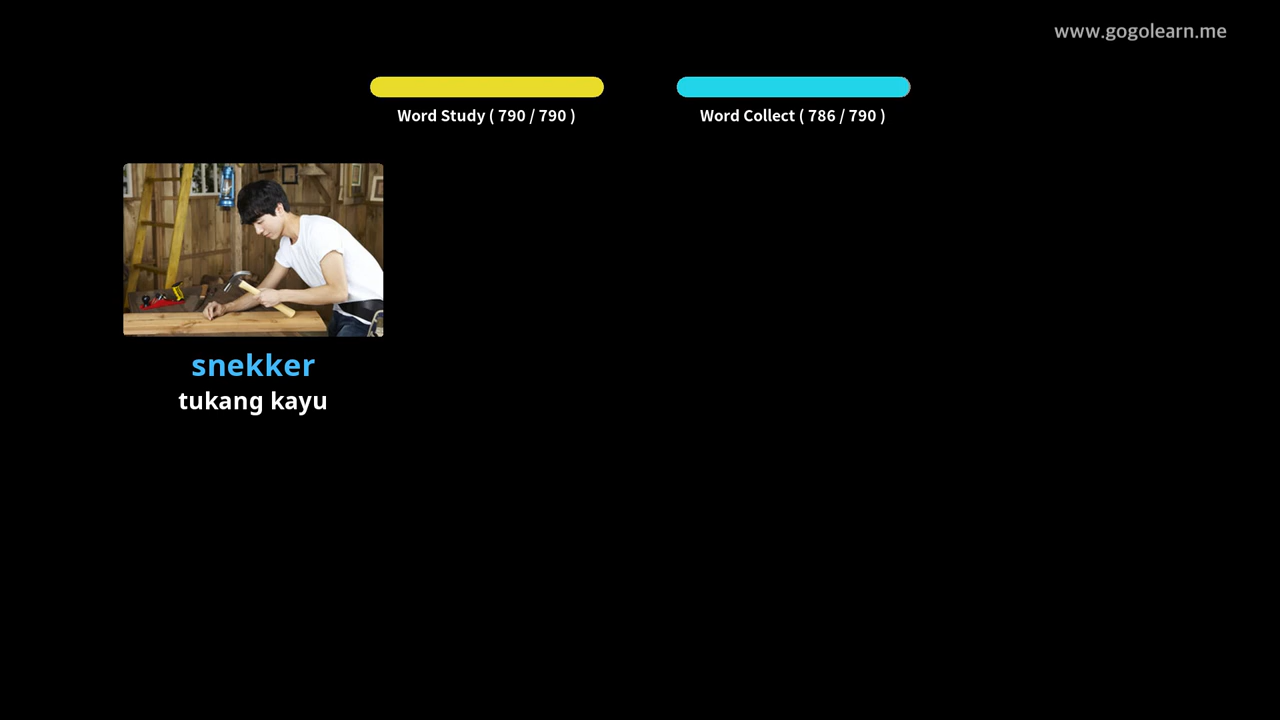 www.gogolearn.me
Word Study ( 790 / 790 )
Word Collect ( 786 / 790 )
snekker
tukang kayu